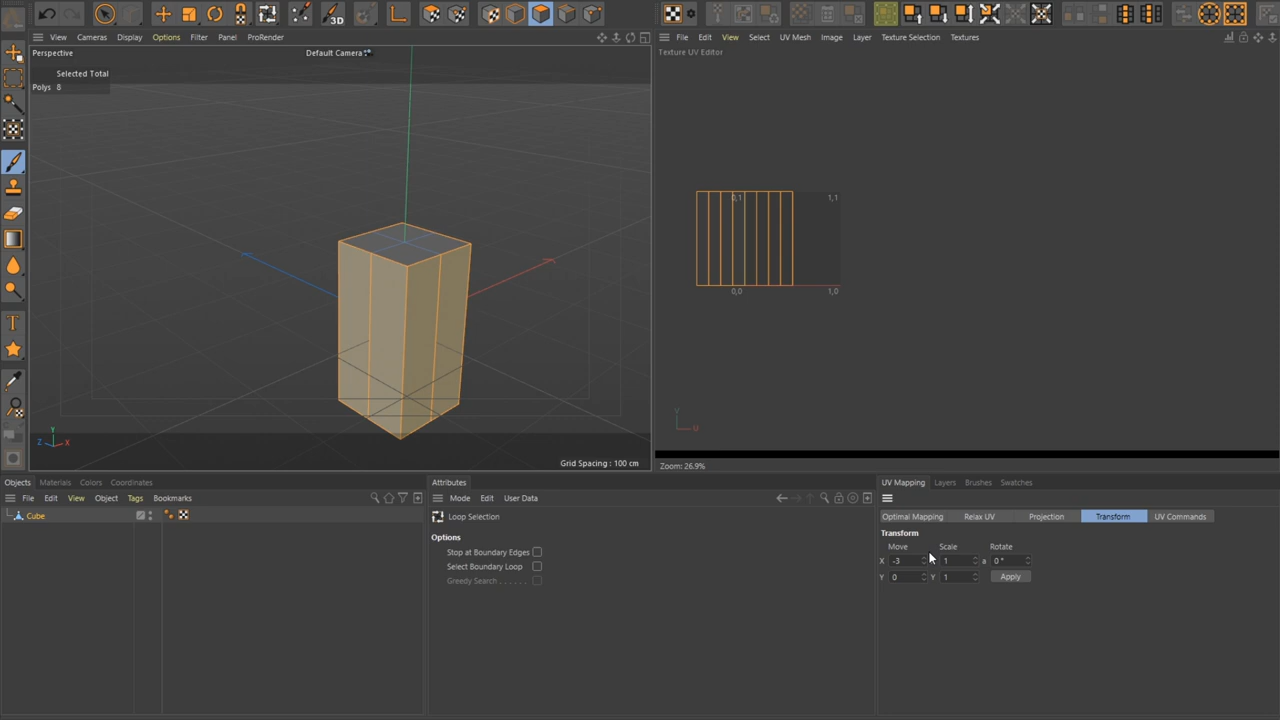 3D
View Cameras Display Options Filter Panel ProRender
File Edit View Select UV Mesh Image Layer Texture Selection Textures
Perspective
Default Camera
Texture UV Editor
Selected Total
Polys 8
0,1
1,1
0,0
1,0
Y
Z X
Y
U
Grid Spacing : 100 cm
Zoom: 26.9%
Objects Materials Colors Coordinates
Attributes
UV Mapping Layers Brushes Swatches
File Edit View Object Tags Bookmarks
Mode Edit User Data
Cube
Loop Selection
Optimal Mapping Relax UV Projection Transform UV Commands
Options
Transform
Stop at Boundary Edges
Select Boundary Loop
Greedy Search . . . . . .
Move Scale Rotate
X -3 1 a 0 °
Y 0 Y 1 Apply